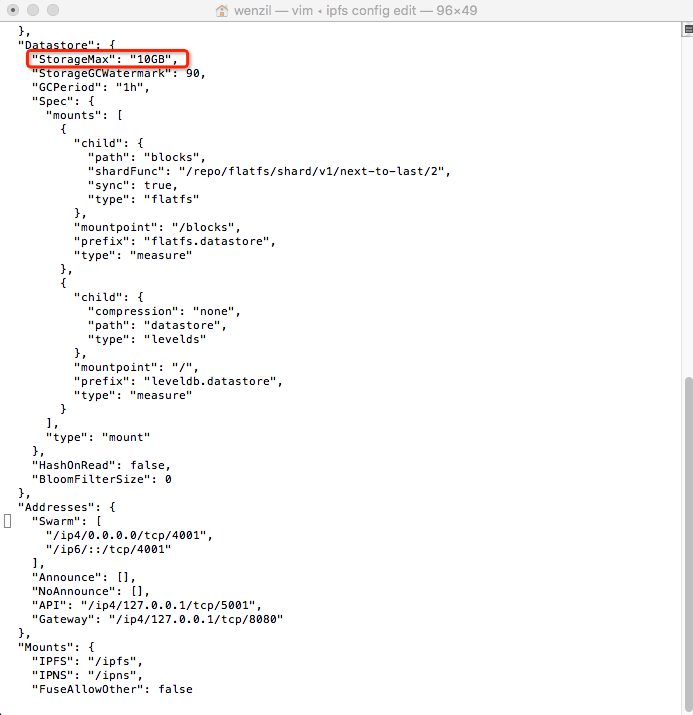 wenzil — vim ◂ ipfs config edit — 96×49
},
"Datastore": {
"StorageMax": "10GB",
"StorageGCWatermark": 90,
"GCPeriod": "1h",
"Spec": {
"mounts": [
{
"child": {
"path": "blocks",
"shardFunc": "/repo/flatfs/shard/v1/next-to-last/2",
"sync": true,
"type": "flatfs"
},
"mountpoint": "/blocks",
"prefix": "flatfs.datastore",
"type": "measure"
},
{
"child": {
"compression": "none",
"path": "datastore",
"type": "levelds"
},
"mountpoint": "/",
"prefix": "leveldb.datastore",
"type": "measure"
}
],
"type": "mount"
},
"HashOnRead": false,
"BloomFilterSize": 0
},
"Addresses": {
"Swarm": [
"/ip4/0.0.0.0/tcp/4001",
"/ip6/::/tcp/4001"
],
"Announce": [],
"NoAnnounce": [],
"API": "/ip4/127.0.0.1/tcp/5001",
"Gateway": "/ip4/127.0.0.1/tcp/8080"
},
"Mounts": {
"IPFS": "/ipfs",
"IPNS": "/ipns",
"FuseAllowOther": false